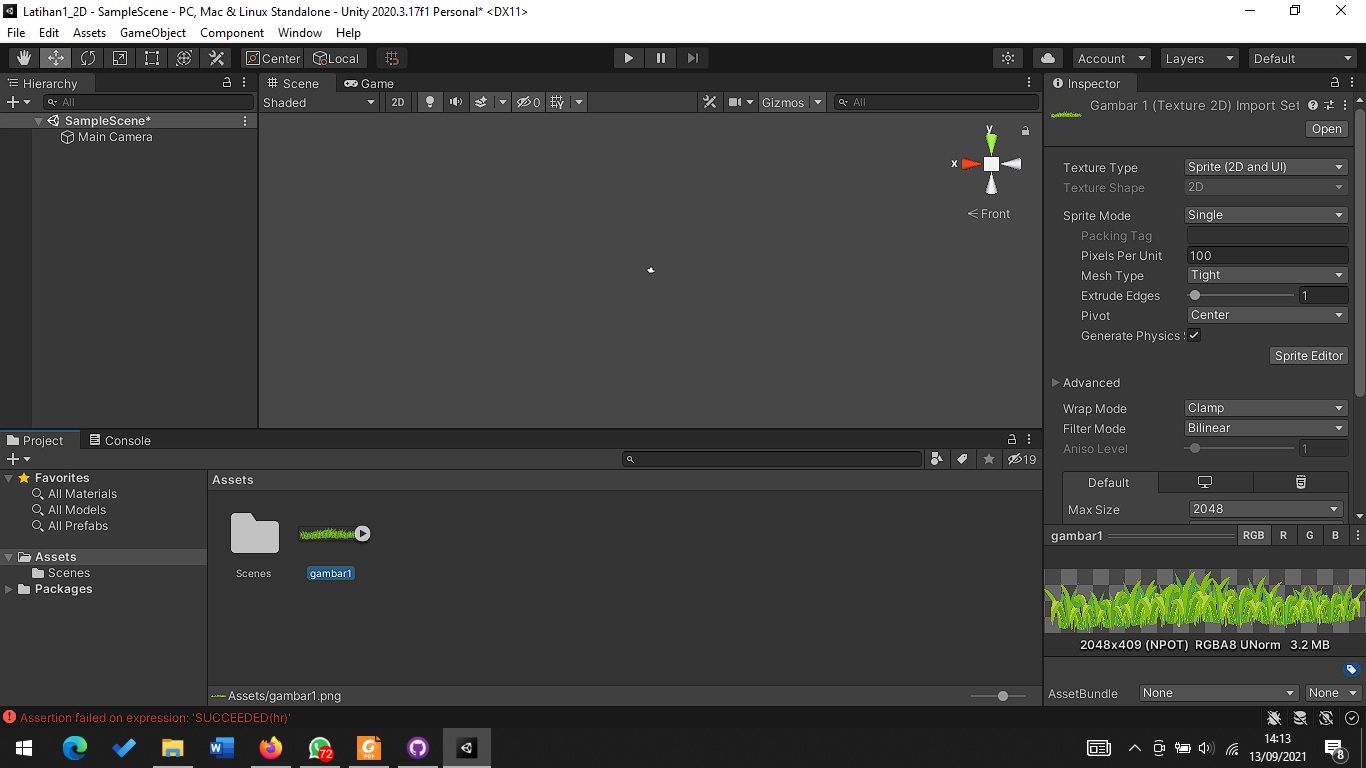 Latihan1_2D - SampleScene - PC, Mac & Linux Standalone - Unity 2020.3.17f1 Personal* <DX11>
File Edit Assets GameObject Component Window Help
Center Local Account Layers Default
Hierarchy
All
SampleScene*
Main Camera
Scene Game
Shaded 2D 0 Gizmos All
y
x
Front
Inspector
Gambar 1 (Texture 2D) Import Set
Open
Texture Type Sprite (2D and UI)
Texture Shape 2D
Sprite Mode Single
Packing Tag
Pixels Per Unit 100
Mesh Type Tight
Extrude Edges 1
Pivot Center
Generate Physics
Sprite Editor
Advanced
Wrap Mode Clamp
Filter Mode Bilinear
Aniso Level 1
Default
Max Size 2048
gambar1 RGB R G B
2048x409 (NPOT) RGBA8 UNorm 3.2 MB
AssetBundle None None
Project Console
19
Favorites
All Materials
All Models
All Prefabs
Assets
Scenes
Packages
Assets
Scenes gambar1
Assets/gambar1.png
Assertion failed on expression: 'SUCCEEDED(hr)'
72
PDF
14:13
13/09/2021
8